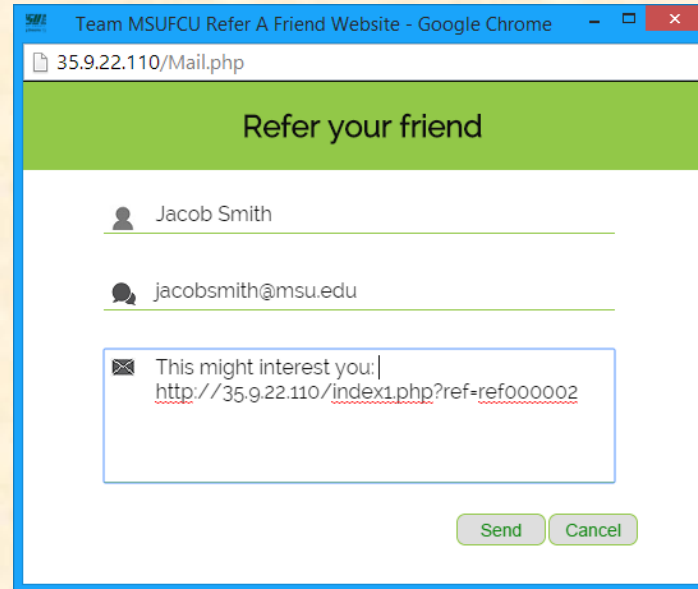 Team MSUFCU Refer A Friend Website - Google Chrome
35.9.22.110/Mail.php
Refer your friend
Jacob Smith
jacobsmith@msu.edu
This might interest you:
http://35.9.22.110/index1.php?ref=ref000002
Send Cancel